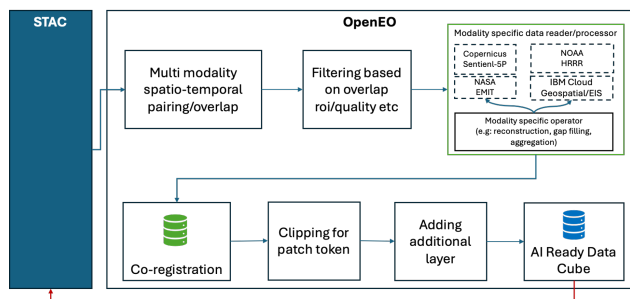 STAC
OpenEO
Multi modality
spatio-temporal
pairing/overlap
Filtering based
on overlap
roi/quality etc
Modality specific data reader/processor
Copernicus
Sentienl-5P
NOAA
HRRR
NASA
EMIT
IBM Cloud
Geospatial/EIS
Modality specific operator
(e.g: reconstruction, gap filling,
aggregation)
Co-registration
Clipping for
patch token
Adding
additional
layer
AI Ready Data
Cube